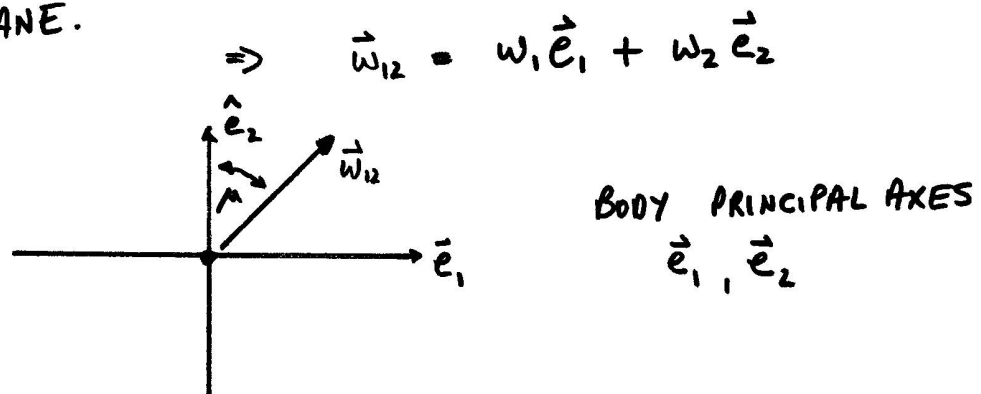 ANE.
⇒ ω⃗₁₂ = ω₁e⃗₁ + ω₂e⃗₂
ê₂
ω⃗₁₂
μ
e⃗₁
BODY PRINCIPAL AXES
e⃗₁, e⃗₂